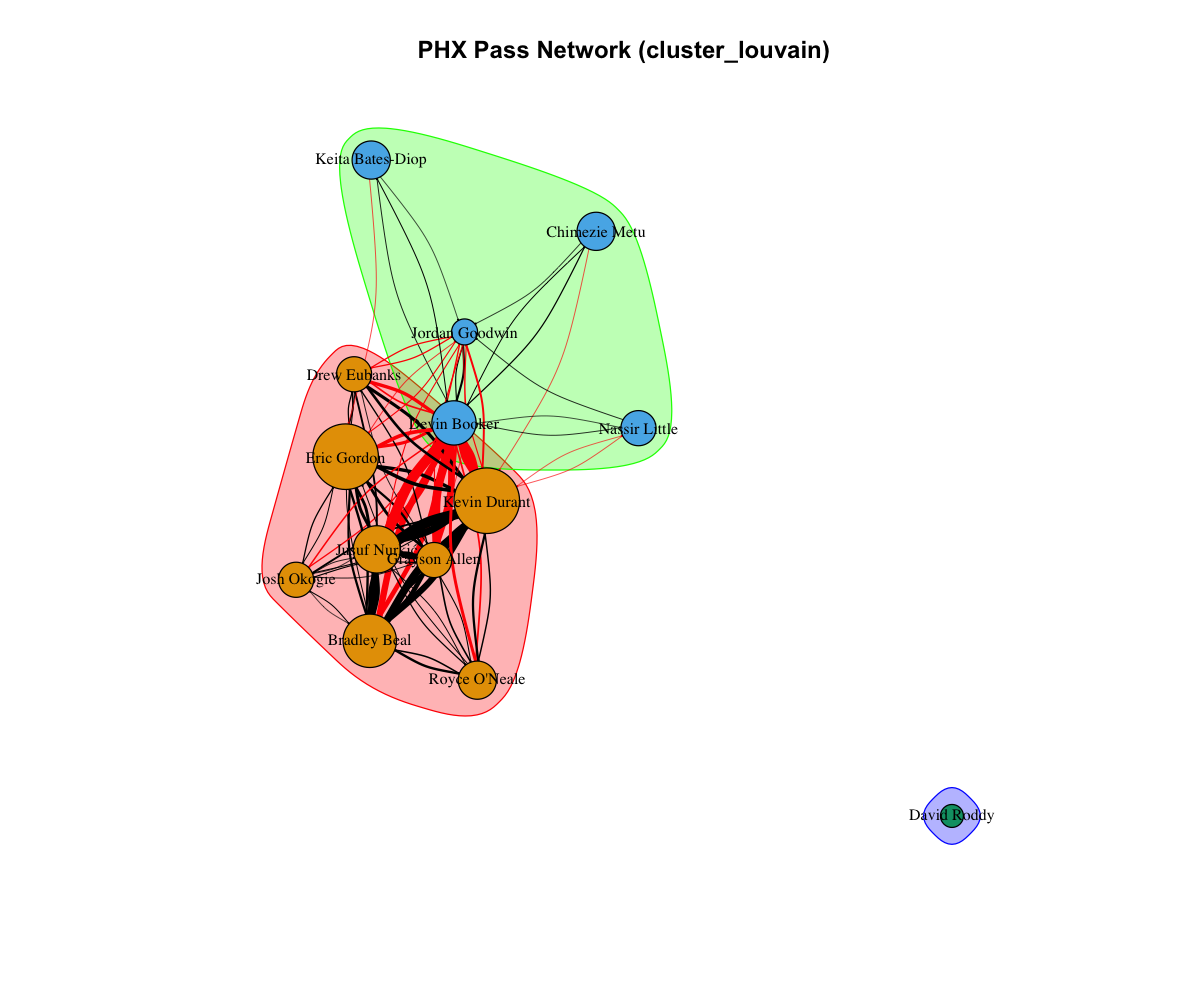 PHX Pass Network (cluster_louvain)
Keita Bates-Diop
Chimezie Metu
Jordan Goodwin
Drew Eubanks
Devin Booker
Nassir Little
Eric Gordon
Kevin Durant
Jusuf Nurkic
Grayson Allen
Josh Okogie
Bradley Beal
Royce O'Neale
David Roddy